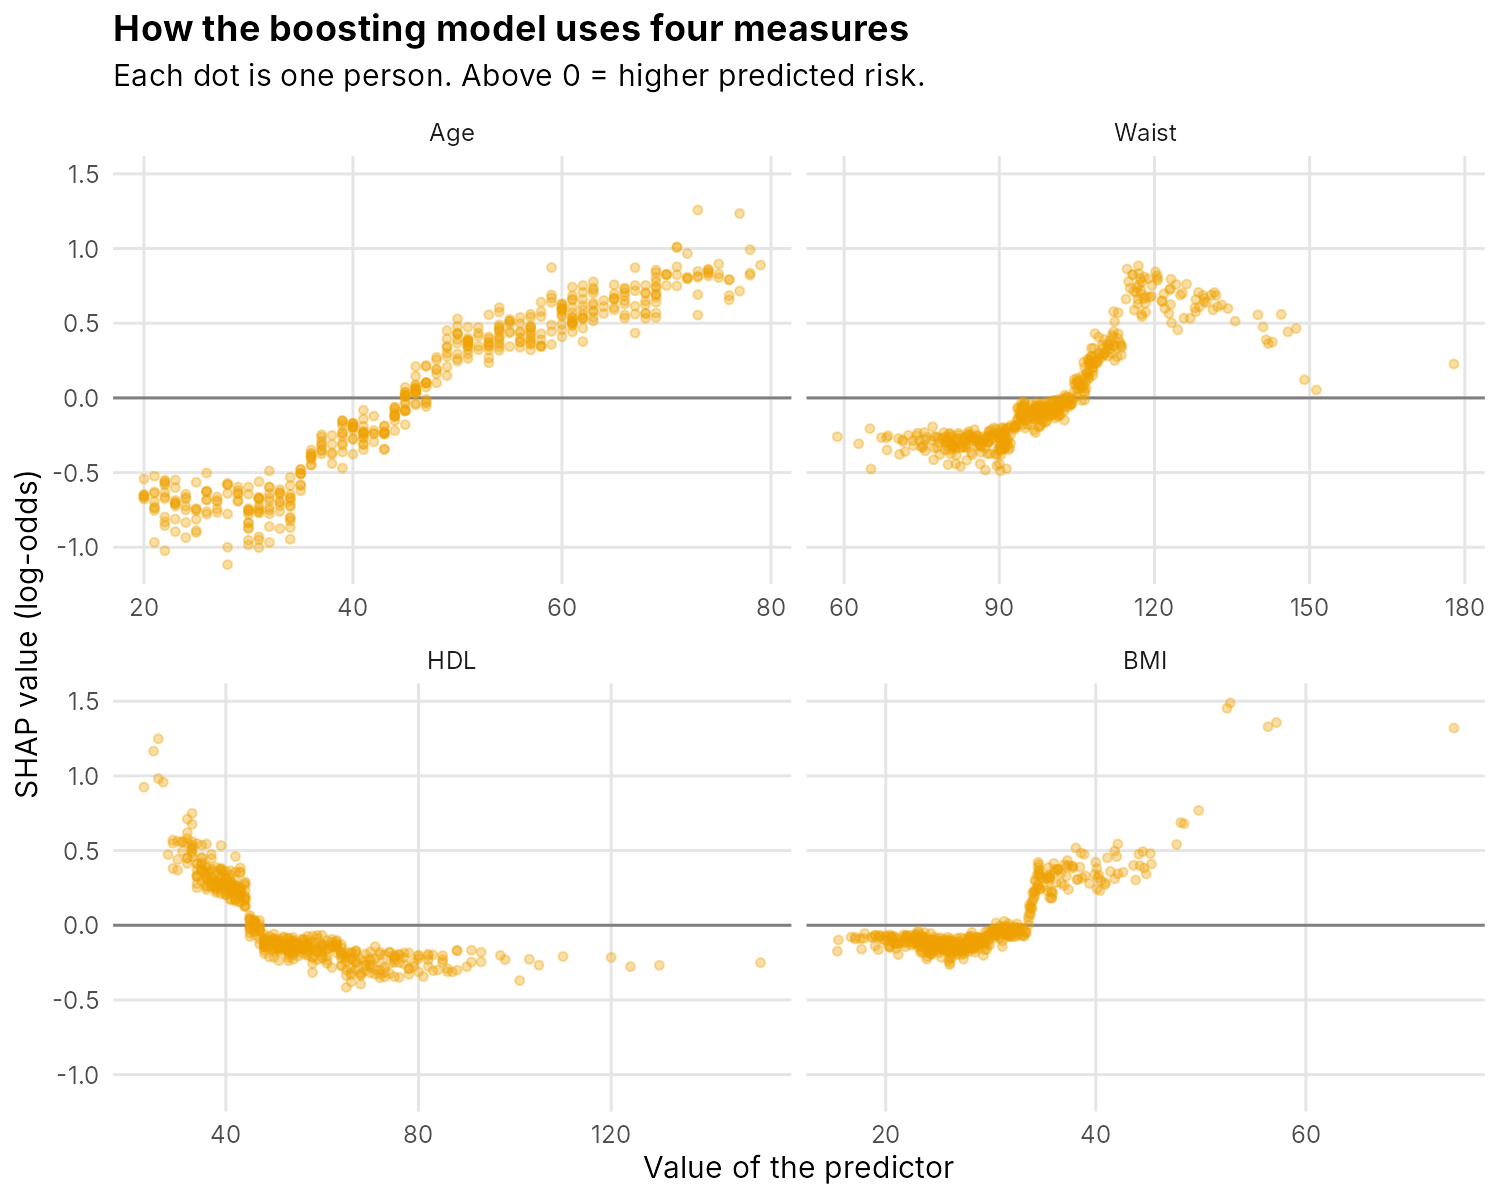 How the boosting model uses four measures
Each dot is one person. Above 0 = higher predicted risk.
Age
Waist
1.5
1.0
0.5
0.0
-0.5
-1.0
20 40 60 80
60 90 120 150 180
SHAP value (log-odds)
HDL
BMI
1.5
1.0
0.5
0.0
-0.5
-1.0
40 80 120
20 40 60
Value of the predictor